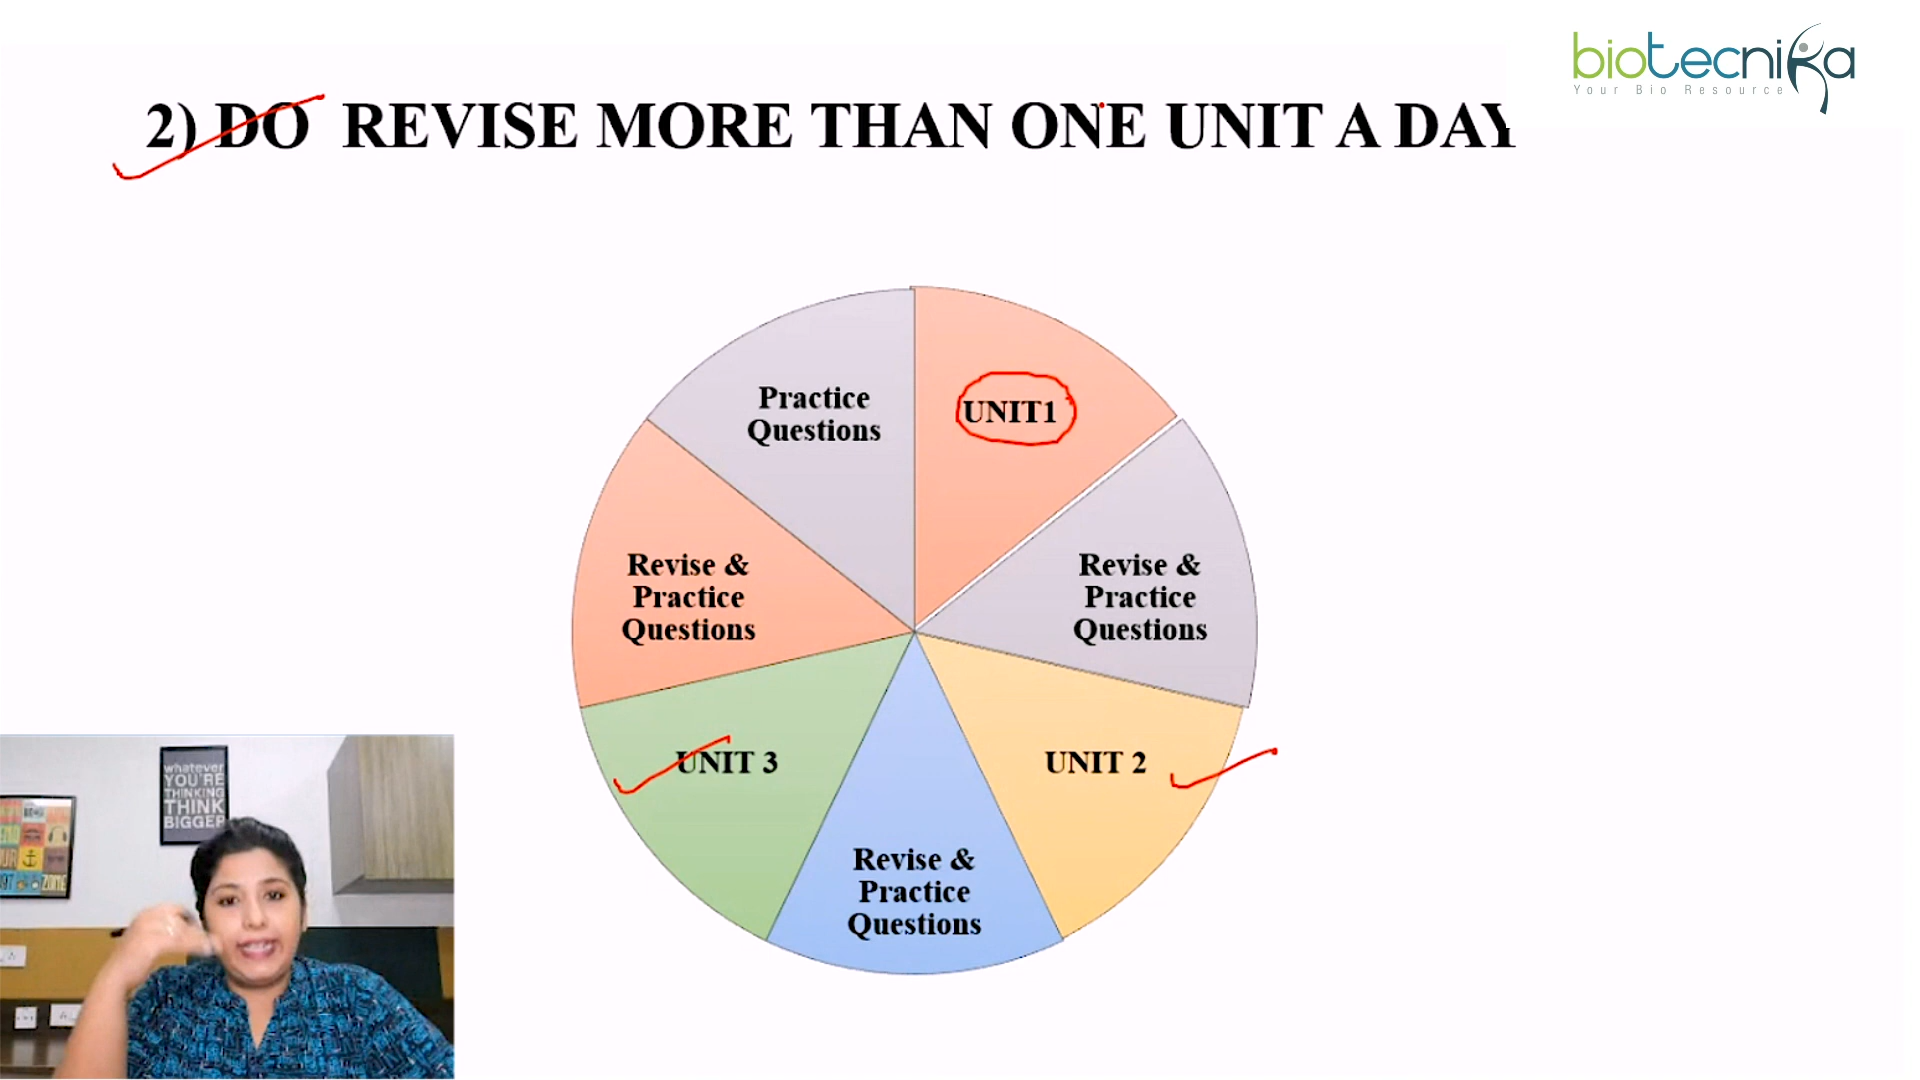 biotecnika
Your Bio Resource
2) DO REVISE MORE THAN ONE UNIT A DAY
Practice
Questions
UNIT1
Revise &
Practice
Questions
Revise &
Practice
Questions
UNIT 3
UNIT 2
Revise &
Practice
Questions
whatever
YOU'RE
THINKING
THINK
BIGGER
ZONE